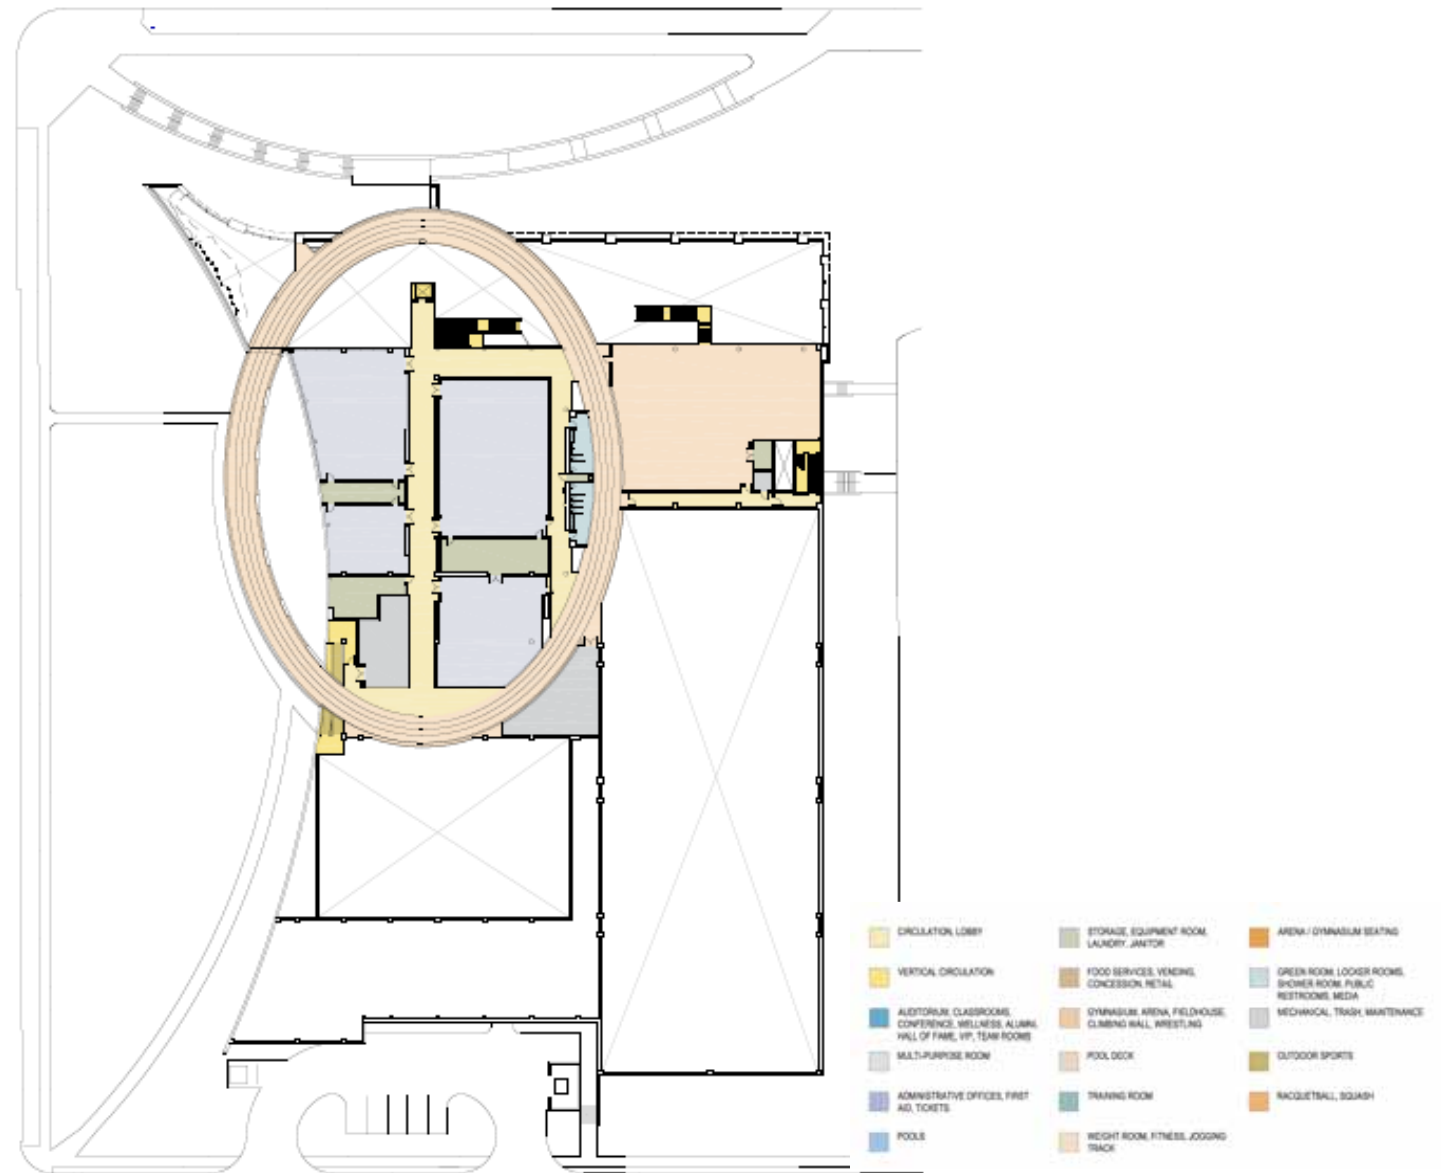 CIRCULATION, LOBBY
VERTICAL CIRCULATION
AUDITORIUM, CLASSROOMS,
CONFERENCE, WELLNESS, ALUMNI,
HALL OF FAME, VIP, TEAM ROOMS
MULTI-PURPOSE ROOM
ADMINISTRATIVE OFFICES, FIRST
AID, TICKETS
POOLS
STORAGE, EQUIPMENT ROOM,
LAUNDRY, JANITOR
FOOD SERVICES, VENDING,
CONCESSION, RETAIL
GYMNASIUM, ARENA, FIELDHOUSE,
CLIMBING WALL, WRESTLING
POOL DECK
TRAINING ROOM
WEIGHT ROOM, FITNESS, JOGGING
TRACK
ARENA / GYMNASIUM SEATING
GREEN ROOM, LOCKER ROOMS,
SHOWER ROOM, PUBLIC
RESTROOMS, MEDIA
MECHANICAL, TRASH, MAINTENANCE
OUTDOOR SPORTS
RACQUETBALL, SQUASH